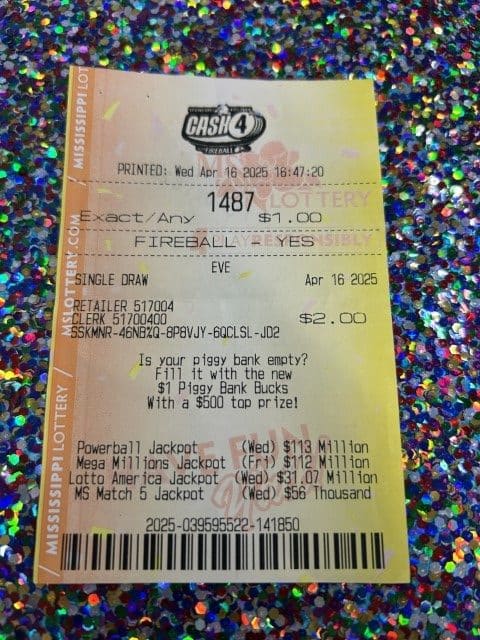 CASH 4
FIREBALL
PRINTED: Wed Apr 16 2025 16:47:20
1487
Exact/Any $1.00
FIREBALL YES
EVE
SINGLE DRAW Apr 16 2025
RETAILER 517004
CLERK 51700400 $2.00
SSKMNR-46NB%Q-8P8VJY-6QCLSL-JD2
Is your piggy bank empty?
Fill it with the new
$1 Piggy Bank Bucks
With a $500 top prize!
Powerball Jackpot (Wed) $113 Million
Mega Millions Jackpot (Fri) $112 Million
Lotto America Jackpot (Wed) $31.07 Million
MS Match 5 Jackpot (Wed) $56 Thousand
2025-039595522-141850
/ MISSISSIPPI LOTTERY / MSLOTTERY.COM / MISSISSIPPI LOT
MS LOTTERY
PLAY RESPONSIBLY